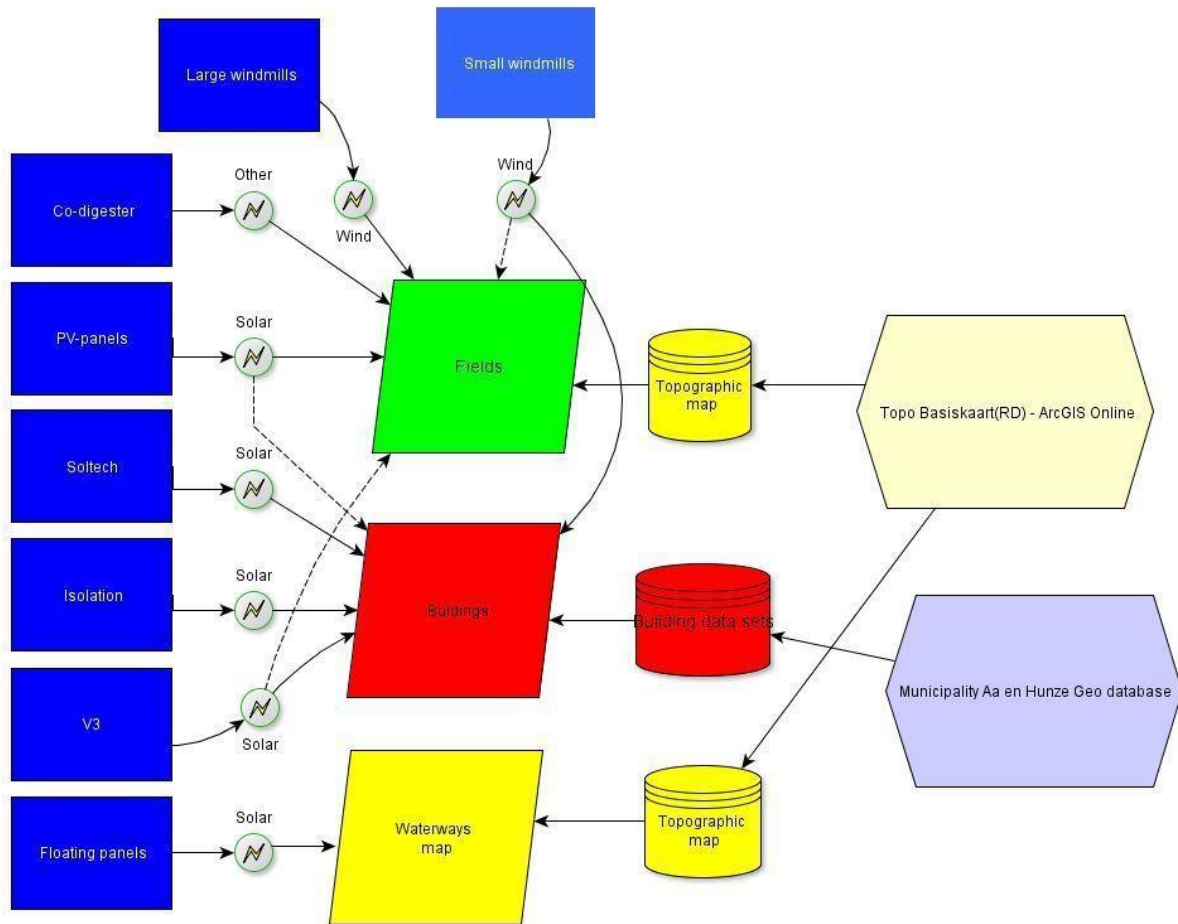 Large windmills
Small windmills
Wind
Other
Co-digester
Wind
Solar
PV-panels
Fields
Topographic
map
Topo Basiskaart(RD) - ArcGIS Online
Solar
Soltech
Solar
Isolation
Buidings
Building data sets
Municipality Aa en Hunze Geo database
V3
Solar
Solar
Floating panels
Waterways
map
Topographic
map